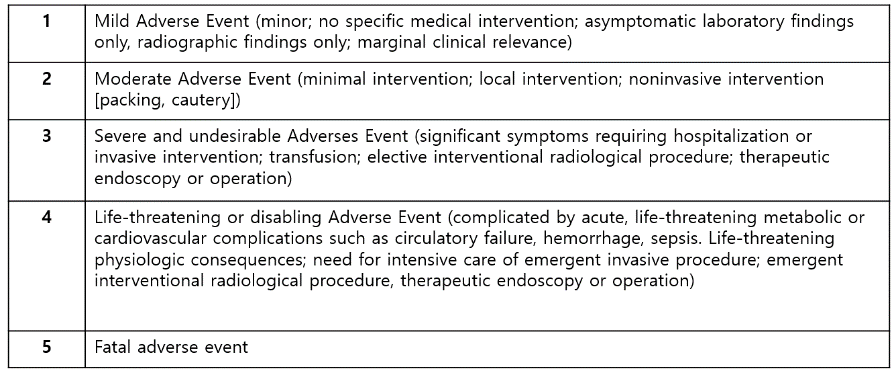 1 Mild Adverse Event (minor; no specific medical intervention; asymptomatic laboratory findings
only, radiographic findings only; marginal clinical relevance)
2 Moderate Adverse Event (minimal intervention; local intervention; noninvasive intervention
[packing, cautery])
3 Severe and undesirable Adverses Event (significant symptoms requiring hospitalization or
invasive intervention; transfusion; elective interventional radiological procedure; therapeutic
endoscopy or operation)
4 Life-threatening or disabling Adverse Event (complicated by acute, life-threatening metabolic or
cardiovascular complications such as circulatory failure, hemorrhage, sepsis. Life-threatening
physiologic consequences; need for intensive care of emergent invasive procedure; emergent
interventional radiological procedure, therapeutic endoscopy or operation)
5 Fatal adverse event